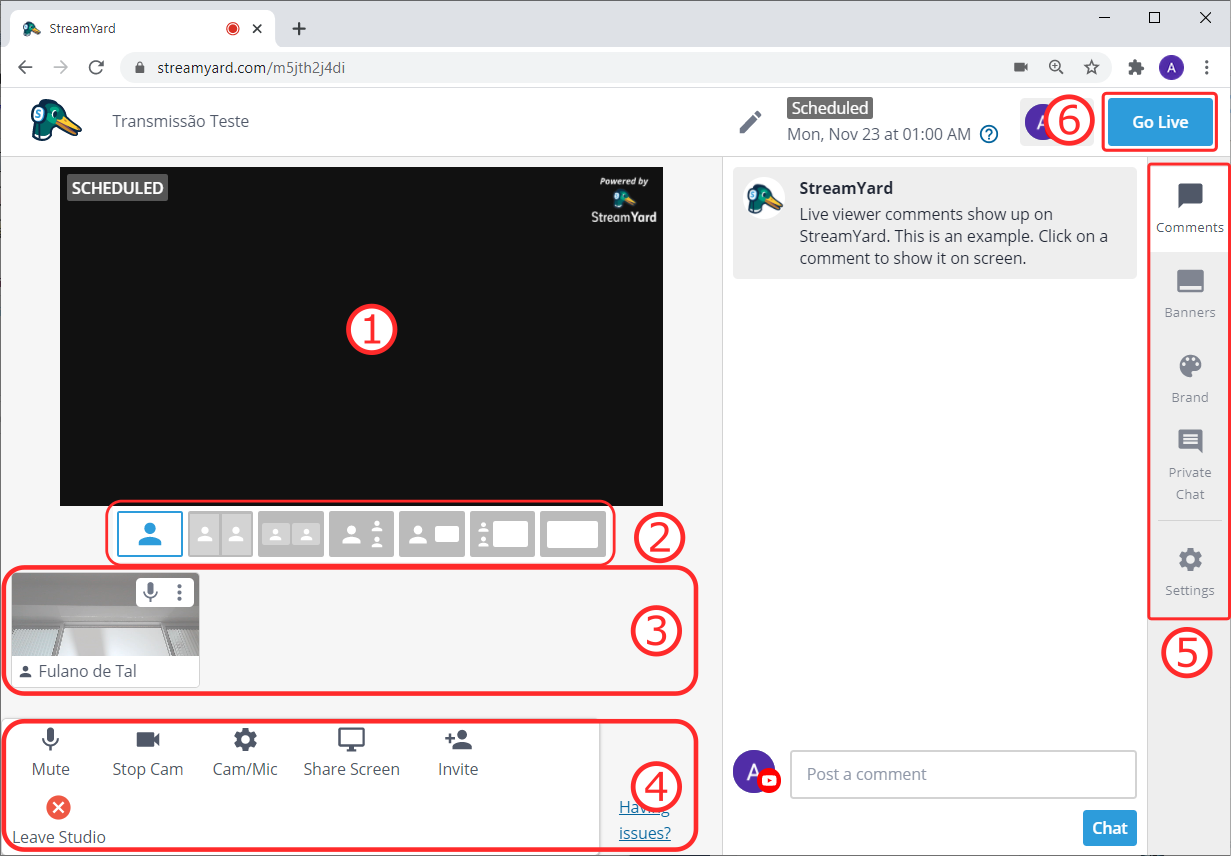 StreamYard
streamyard.com/m5jth2j4di
A
Transmissão Teste
Scheduled
Mon, Nov 23 at 01:00 AM
?
A
6
Go Live
SCHEDULED
Powered by
StreamYard
1
2
3
Fulano de Tal
Mute
Stop Cam
Cam/Mic
Share Screen
Invite
Leave Studio
4
Having
issues?
S
StreamYard
Live viewer comments show up on
StreamYard. This is an example. Click on a
comment to show it on screen.
A
Post a comment
Chat
Comments
Banners
Brand
Private
Chat
Settings
5